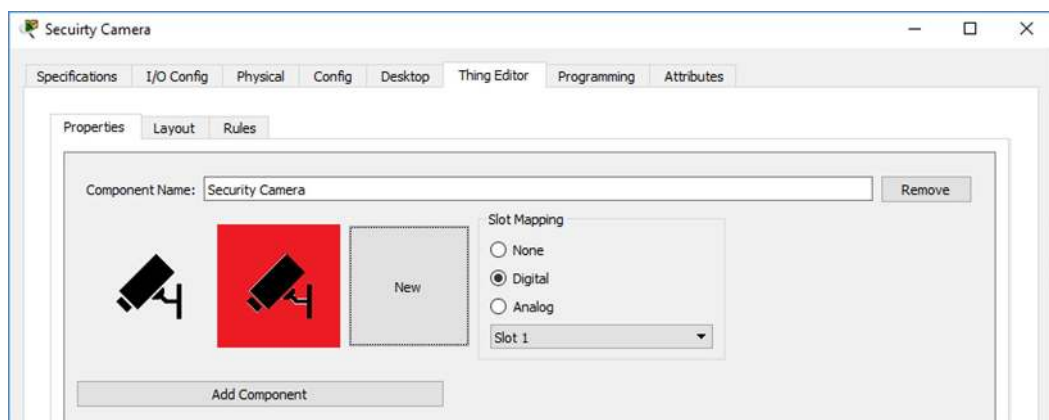 Secuirty Camera
Specifications I/O Config Physical Config Desktop Thing Editor Programming Attributes
Properties Layout Rules
Component Name: Security Camera Remove
Slot Mapping
None
New Digital
Analog
Slot 1
Add Component